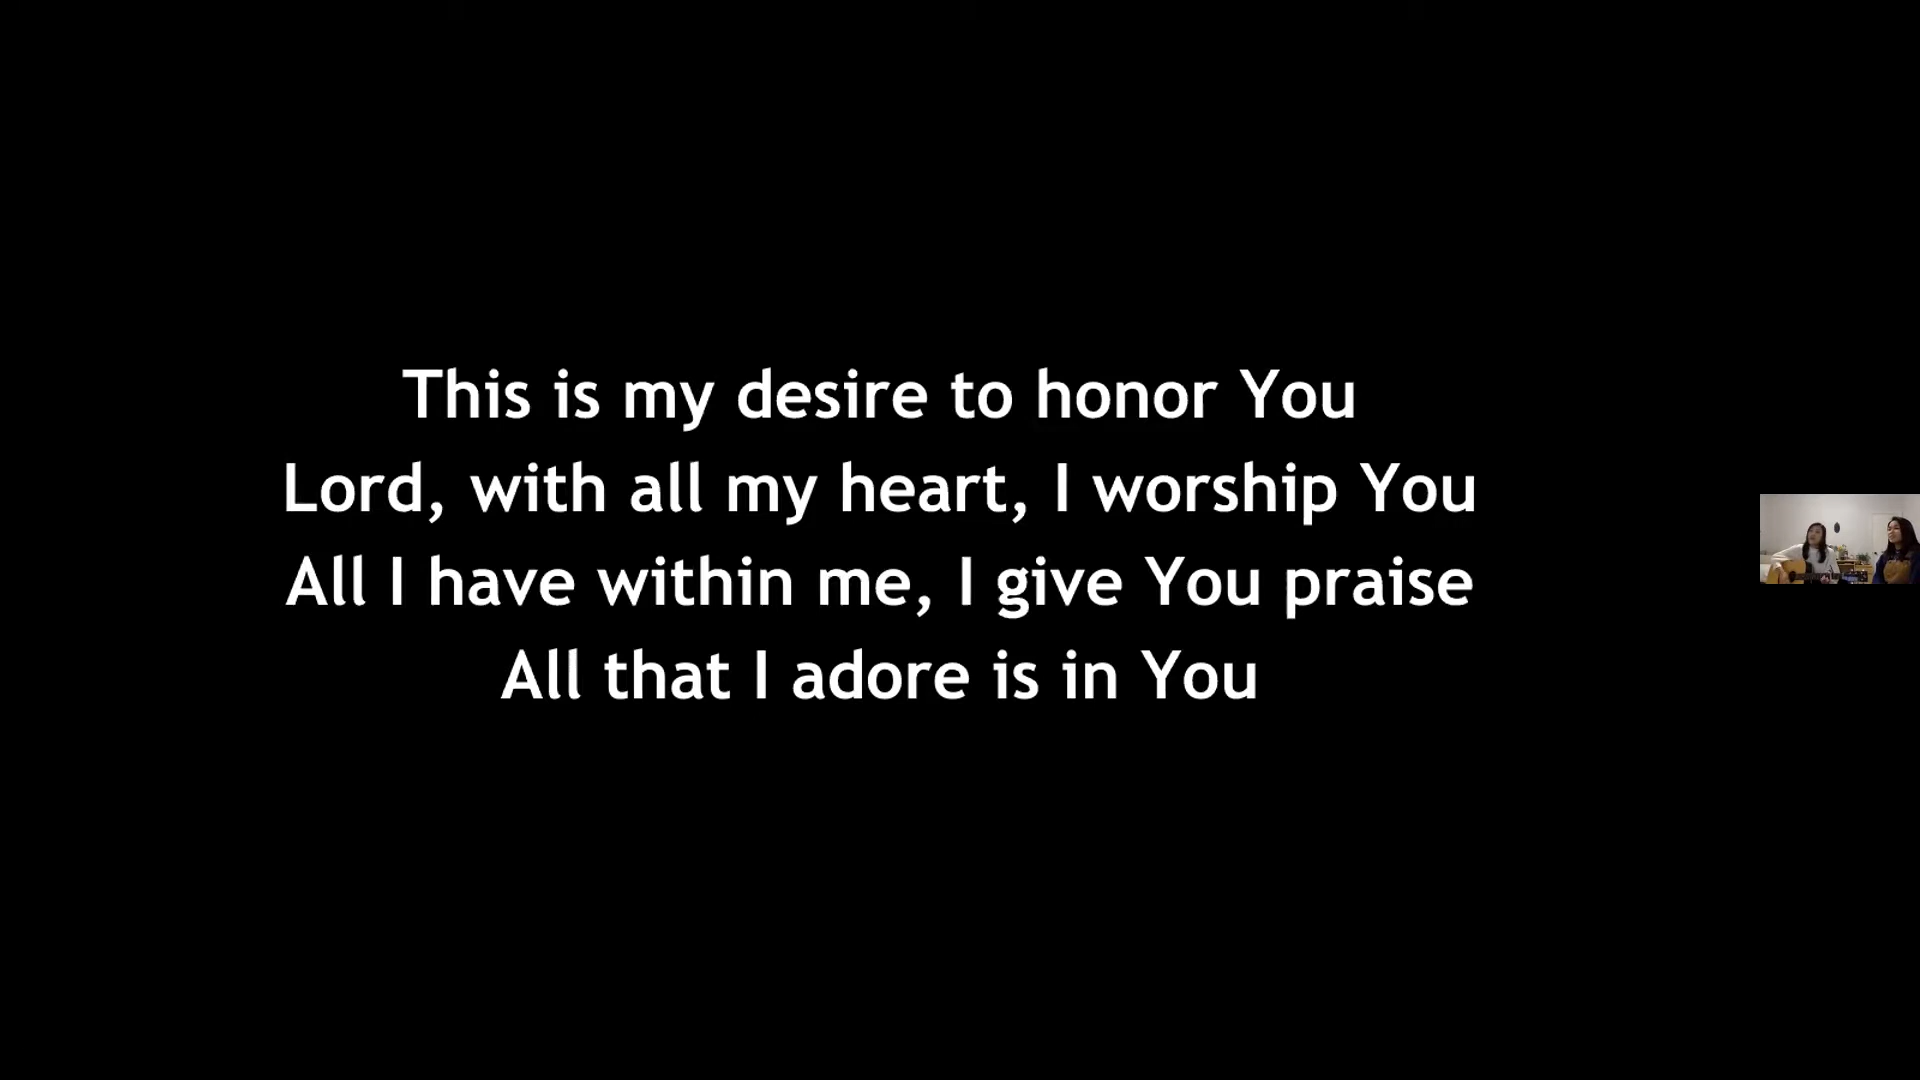 This is my desire to honor You
Lord, with all my heart, I worship You
All I have within me, I give You praise
All that I adore is in You